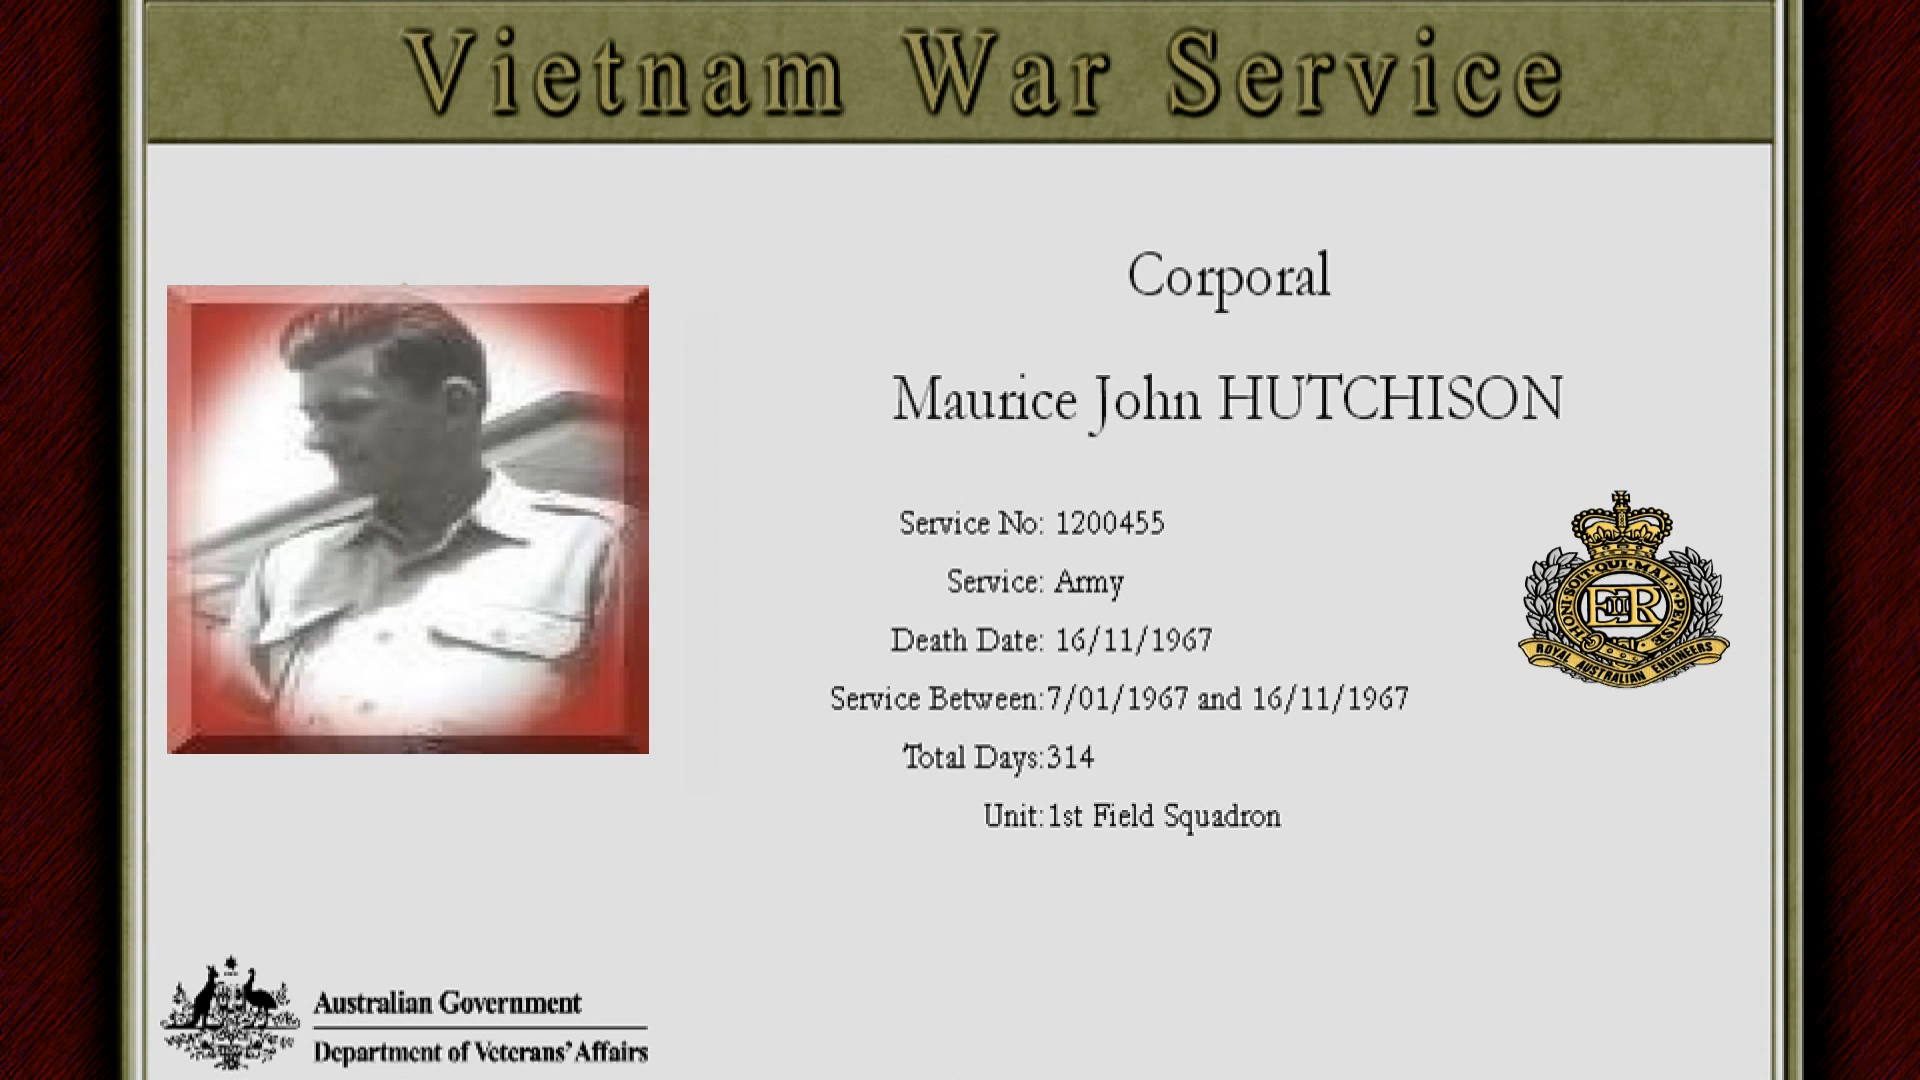 Vietnam War Service
Corporal
Maurice John HUTCHISON
Service No: 1200455
Service: Army
Death Date: 16/11/1967
Service Between:7/01/1967 and 16/11/1967
Total Days:314
Unit:1st Field Squadron
HONI·SOIT·QUI·MAL·Y·PENSE
EIIR
ROYAL AUSTRALIAN ENGINEERS
Australian Government
Department of Veterans' Affairs